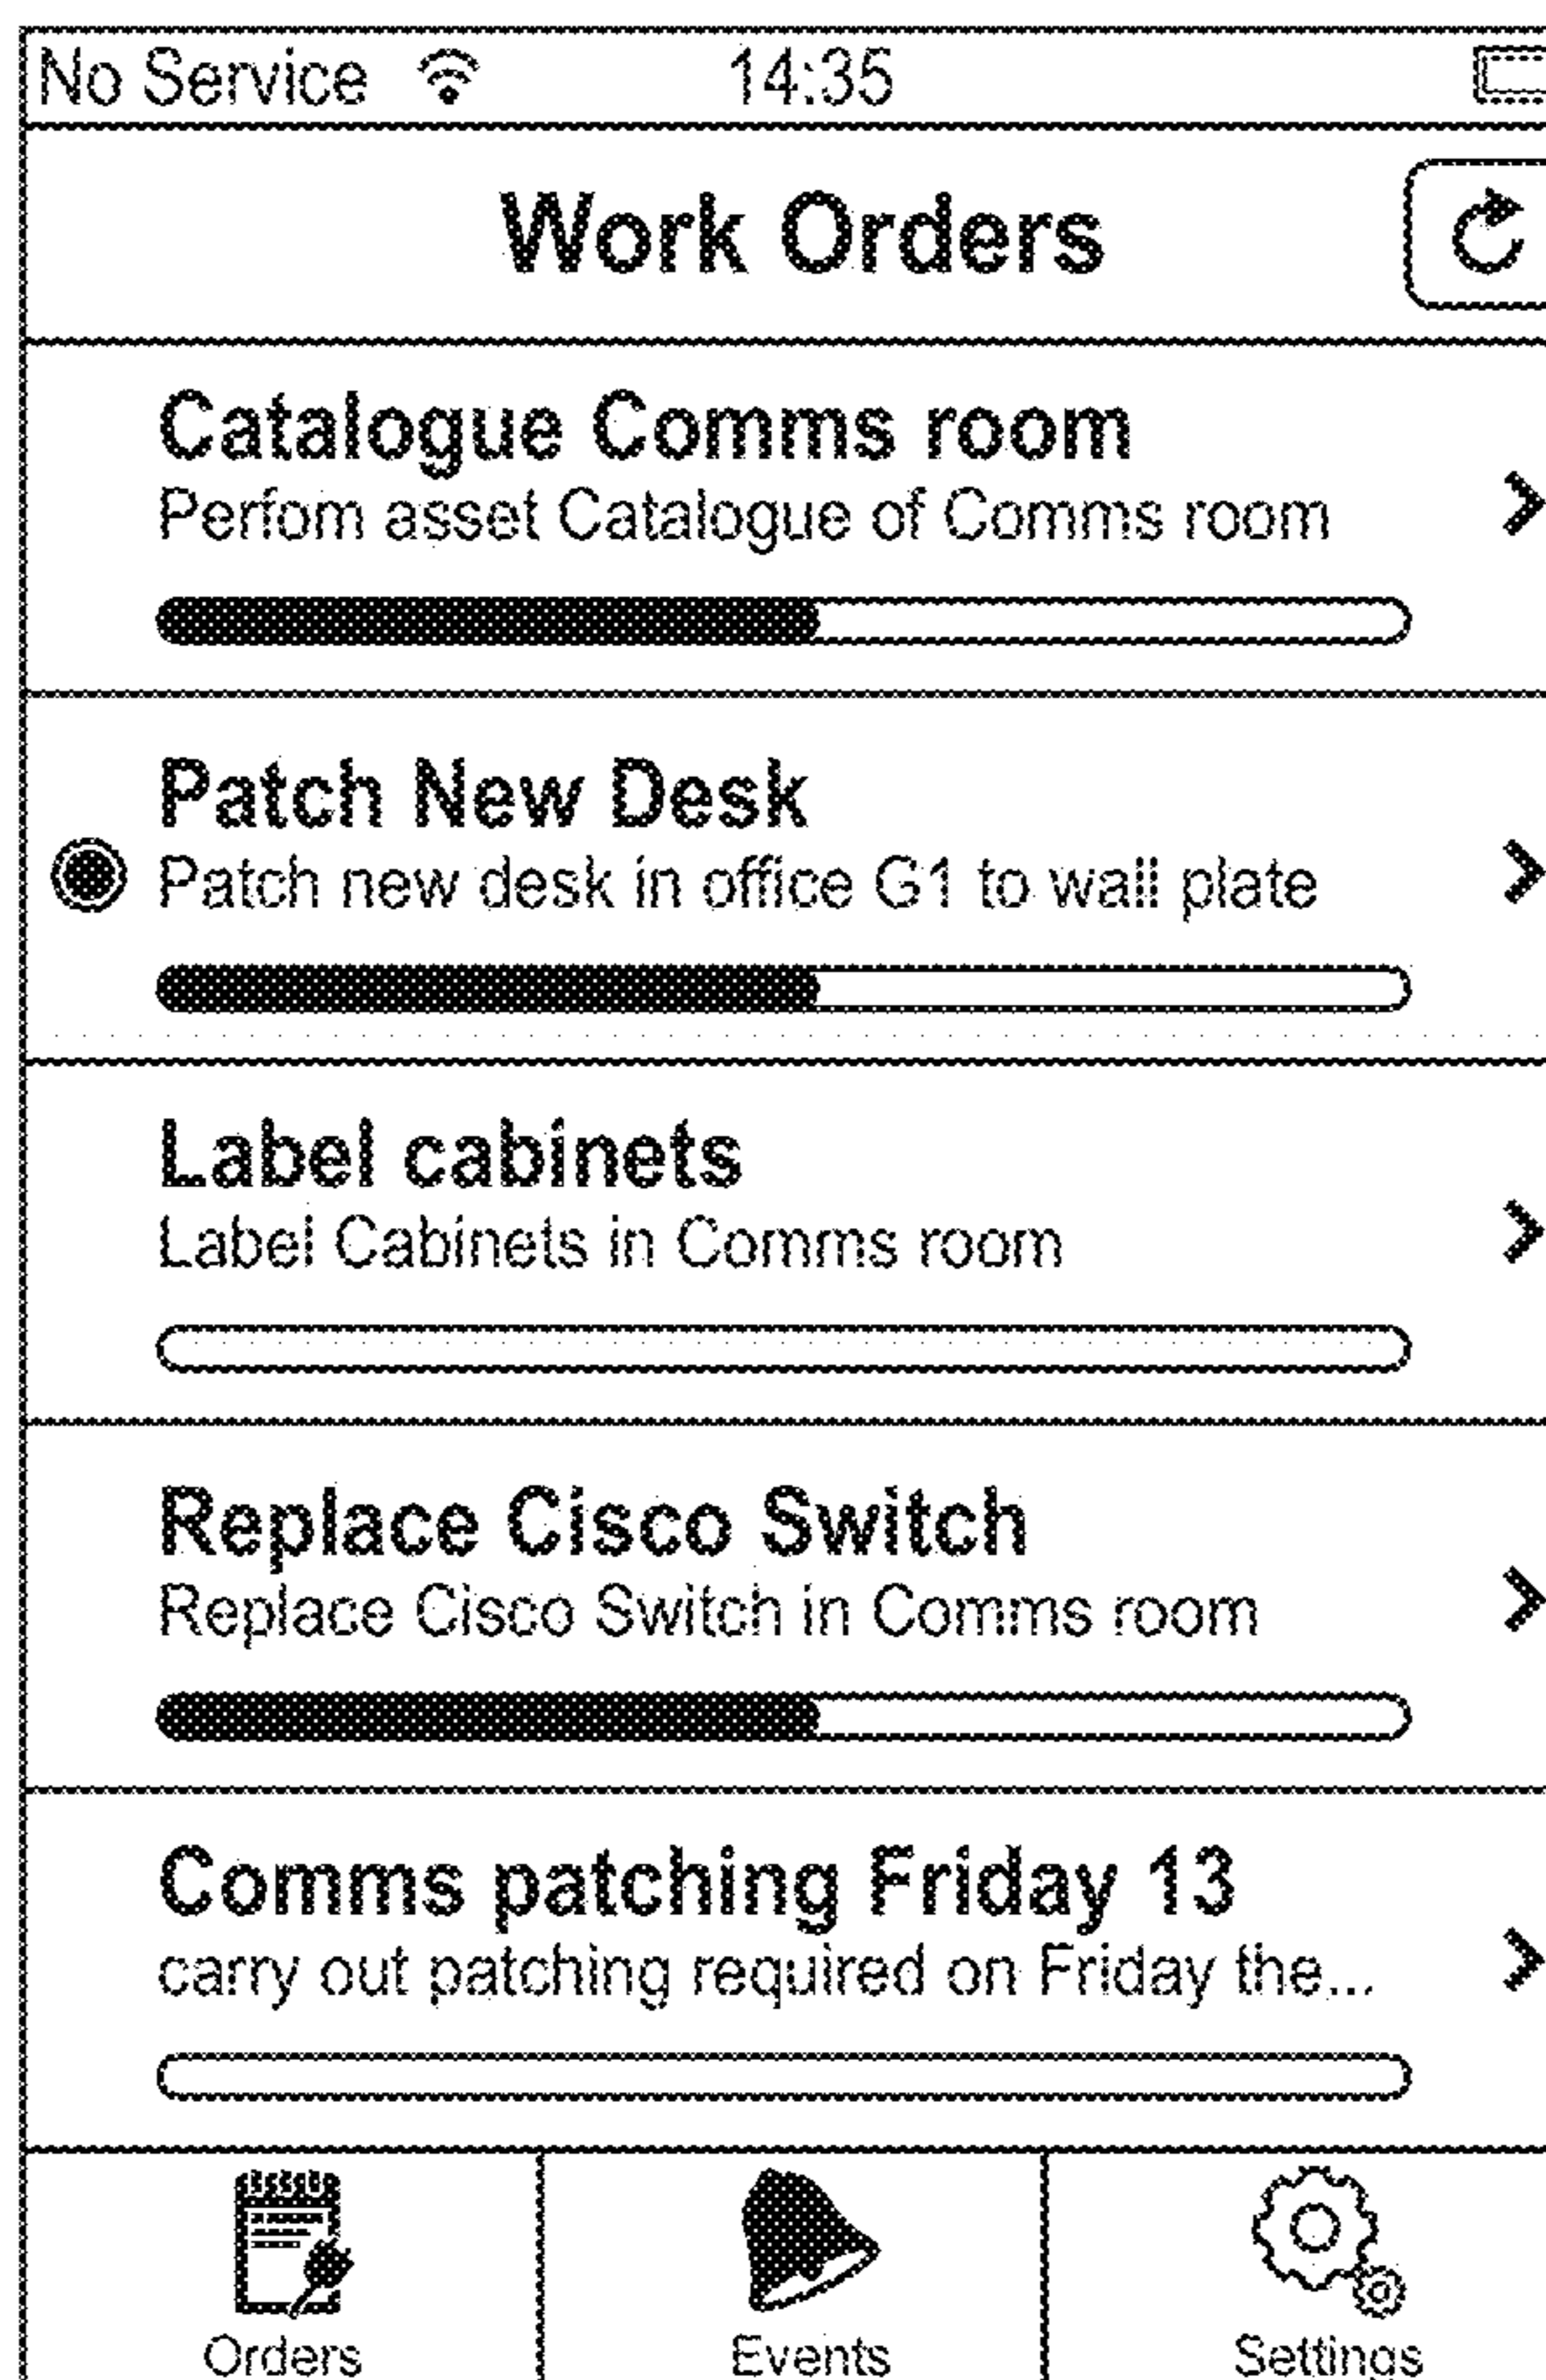 No Service 14:35
Work Orders
Catalogue Comms room
Perfom asset Catalogue of Comms room
Patch New Desk
Patch new desk in office G1 to wall plate
Label cabinets
Label Cabinets in Comms room
Replace Cisco Switch
Replace Cisco Switch in Comms room
Comms patching Friday 13
carry out patching required on Friday the...
Orders Events Settings